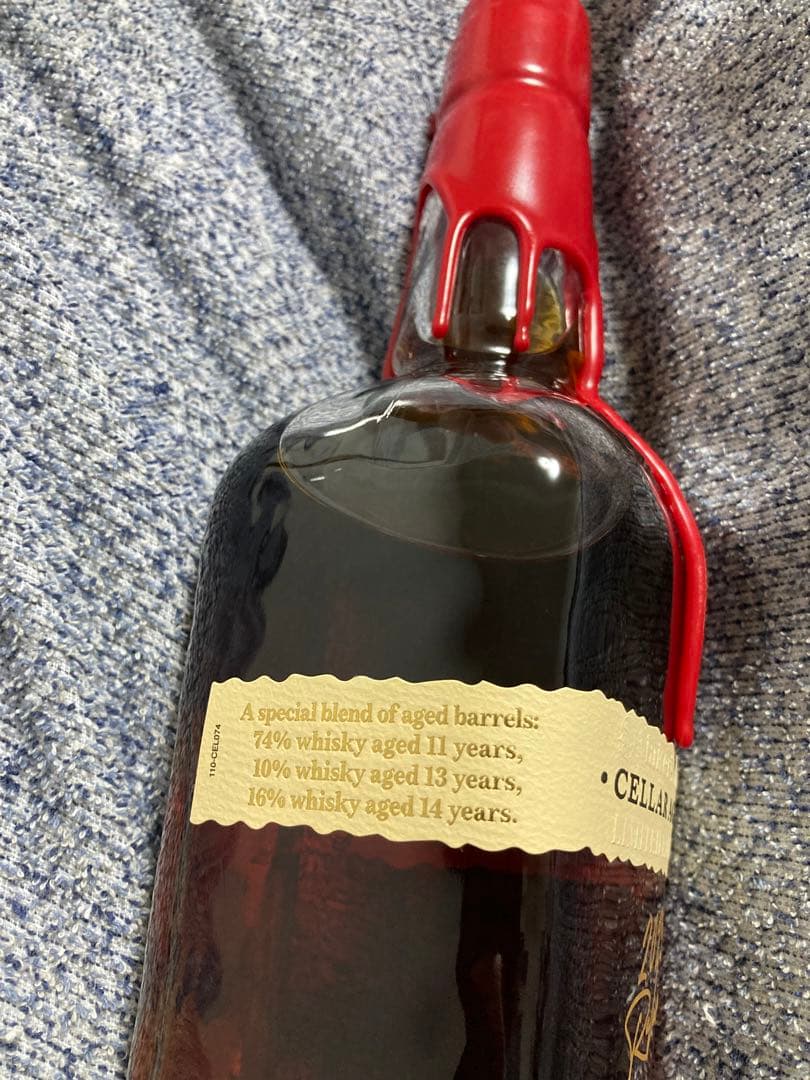 A special blend of aged barrels:
74% whisky aged 11 years,
10% whisky aged 13 years,
16% whisky aged 14 years.
110-CEL074
• CELLAR